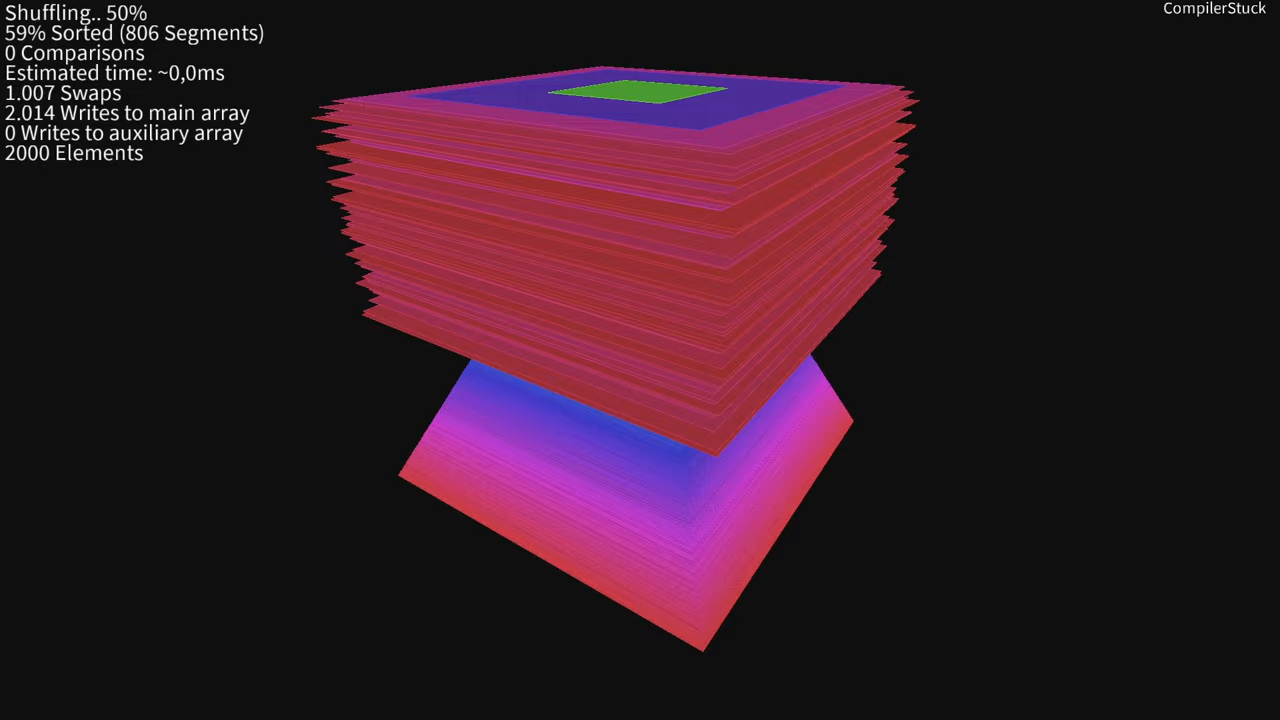 Shuffling.. 50%
59% Sorted (806 Segments)
0 Comparisons
Estimated time: ~0,0ms
1.007 Swaps
2.014 Writes to main array
0 Writes to auxiliary array
2000 Elements
CompilerStuck